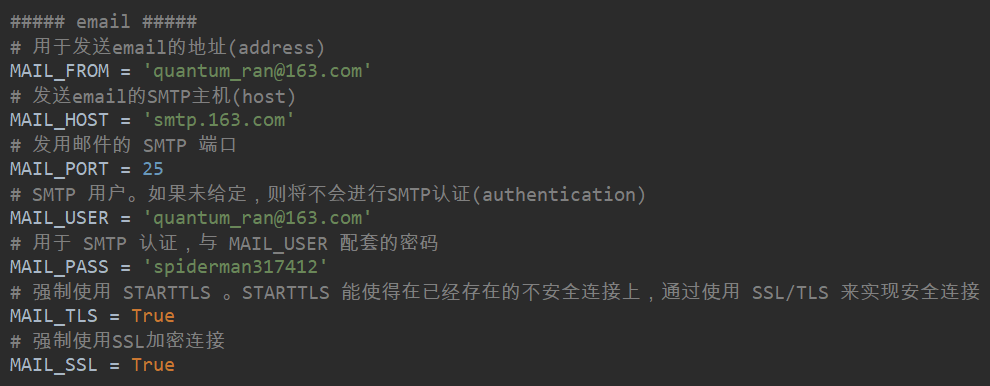 ##### email #####
# 用于发送email的地址(address)
MAIL_FROM = 'quantum_ran@163.com'
# 发送email的SMTP主机(host)
MAIL_HOST = 'smtp.163.com'
# 发用邮件的 SMTP 端口
MAIL_PORT = 25
# SMTP 用户。如果未给定，则将不会进行SMTP认证(authentication)
MAIL_USER = 'quantum_ran@163.com'
# 用于 SMTP 认证，与 MAIL_USER 配套的密码
MAIL_PASS = 'spiderman317412'
# 强制使用 STARTTLS 。STARTTLS 能使得在已经存在的不安全连接上，通过使用 SSL/TLS 来实现安全连接
MAIL_TLS = True
# 强制使用SSL加密连接
MAIL_SSL = True